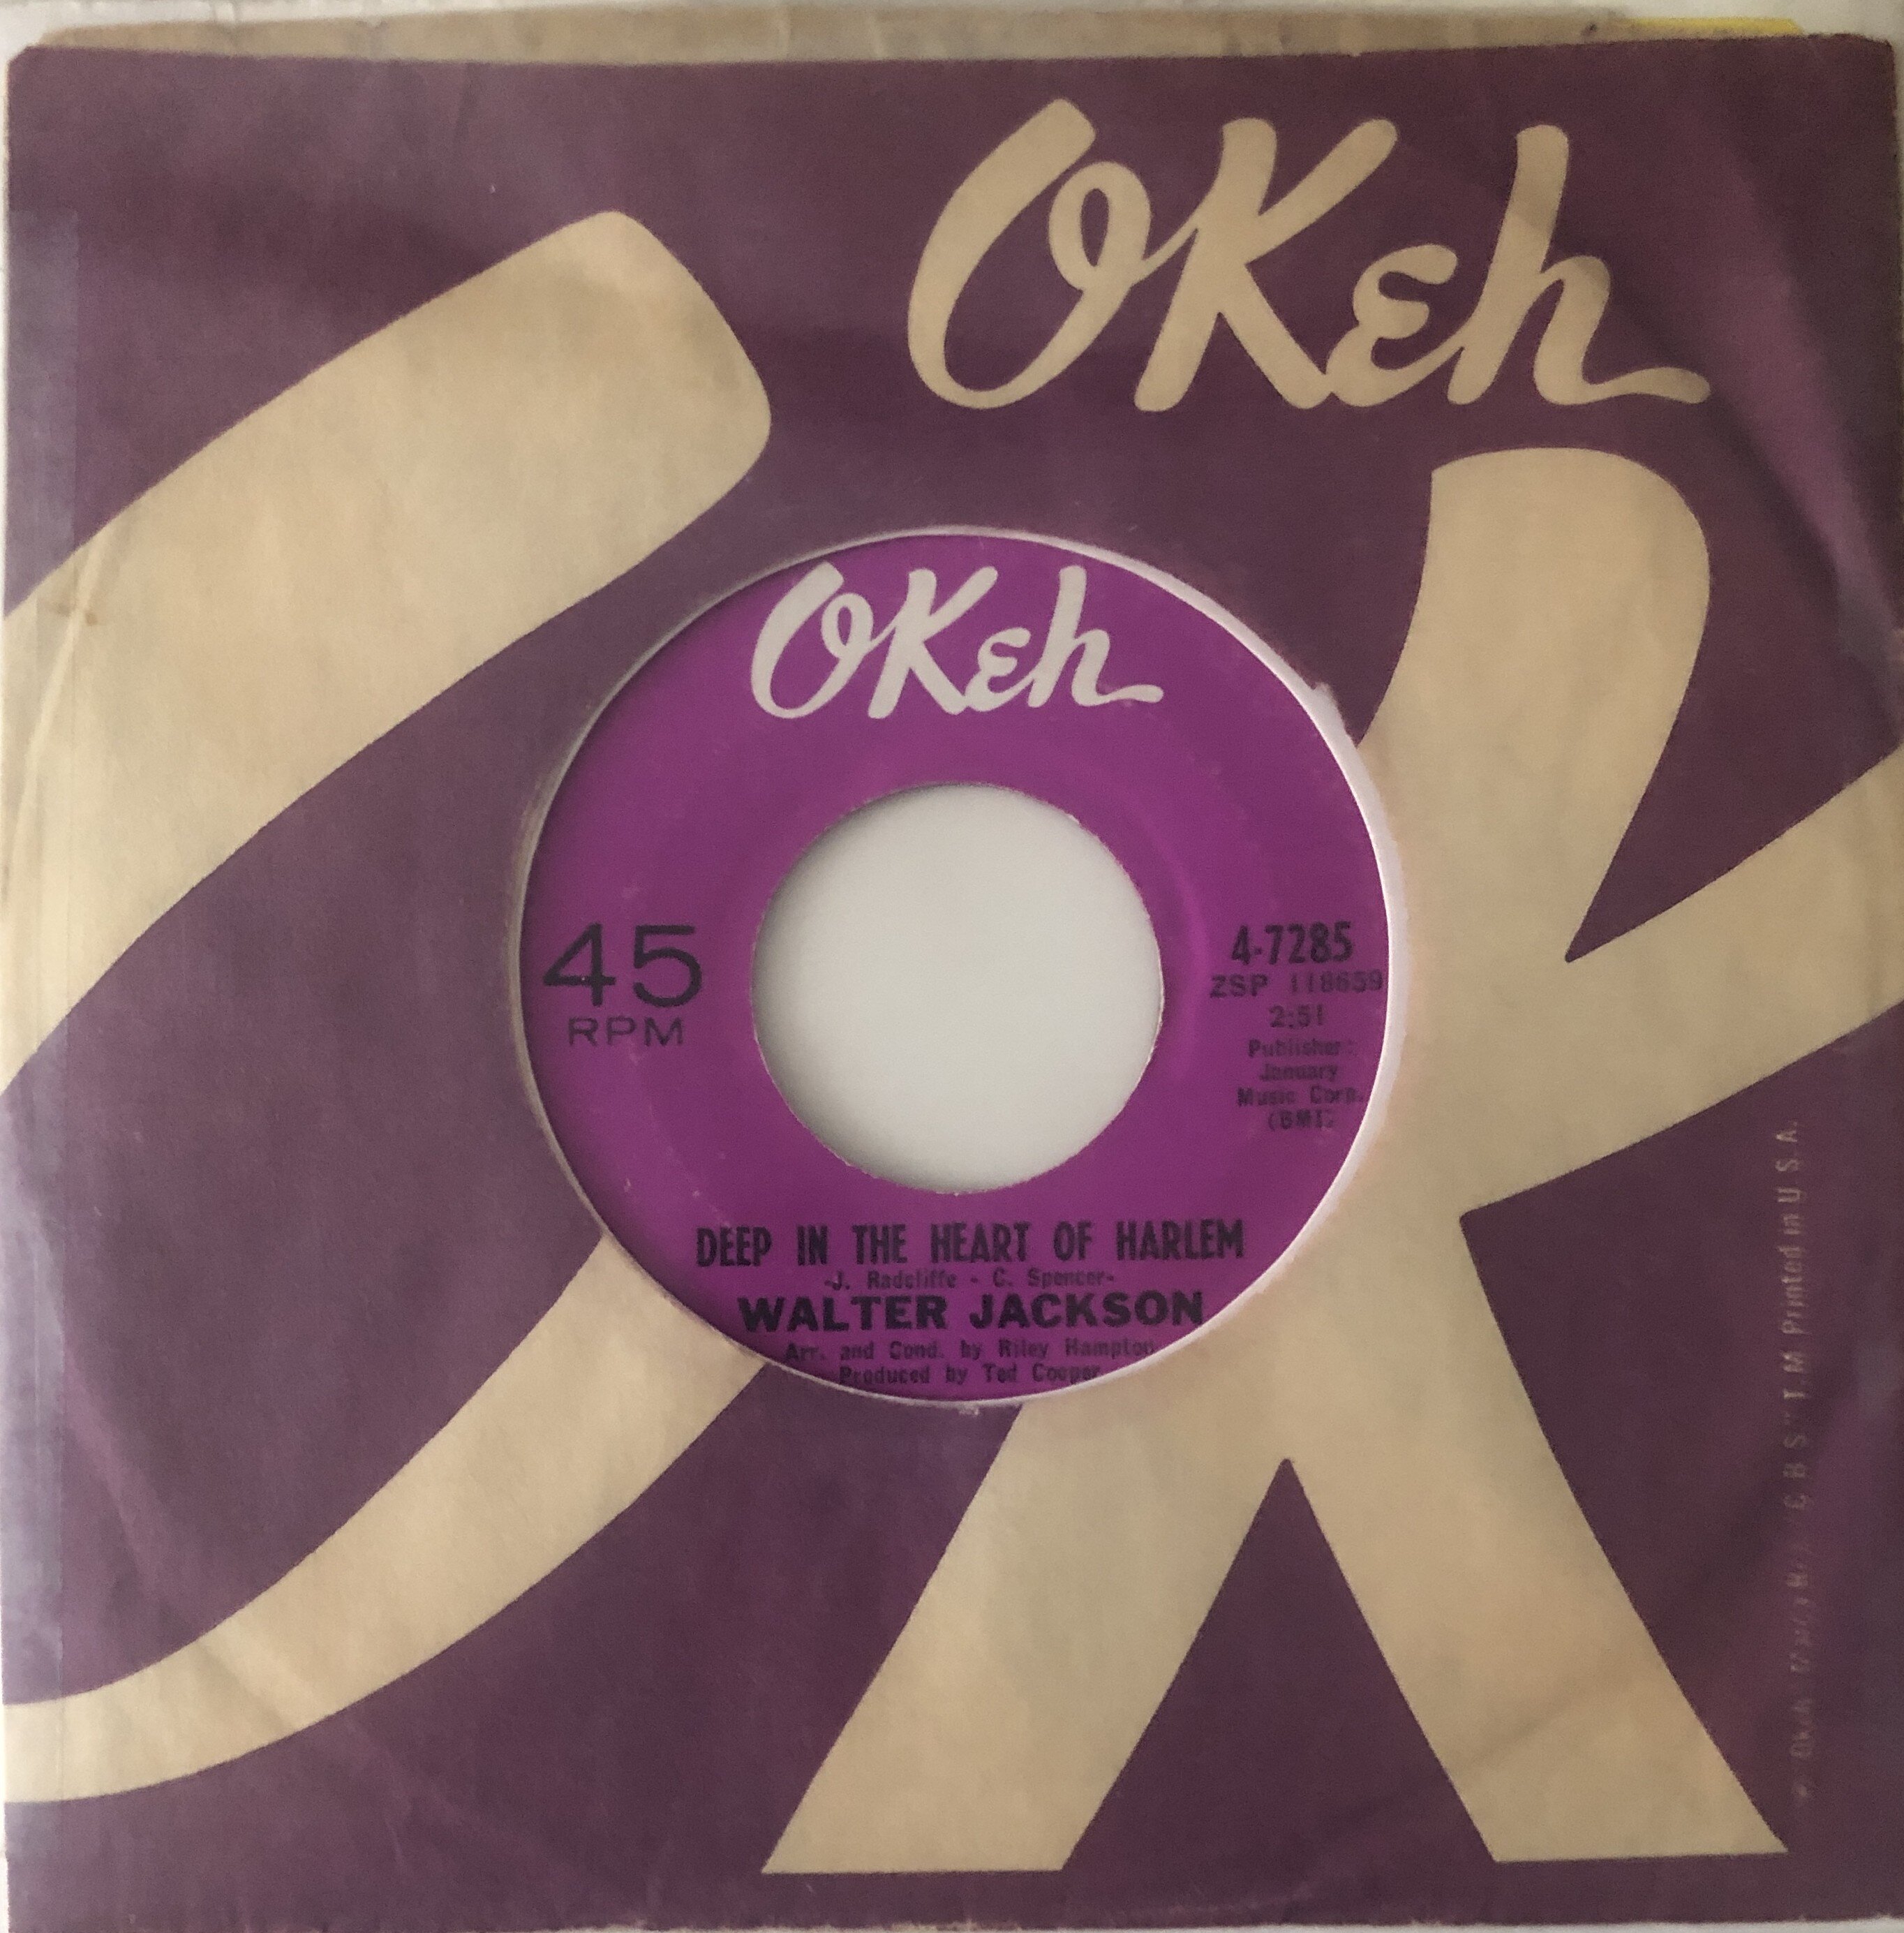 OKeh
OKeh
45
RPM
4-7285
ZSP 118659
2:51
Publisher:
January
Music Corp.
(BMI)
DEEP IN THE HEART OF HARLEM
-J. Radcliffe - C. Spencer-
WALTER JACKSON
Arr. and Cond. by Riley Hampton
Produced by Ted Cooper
"CBS" T M Printed in U S A.